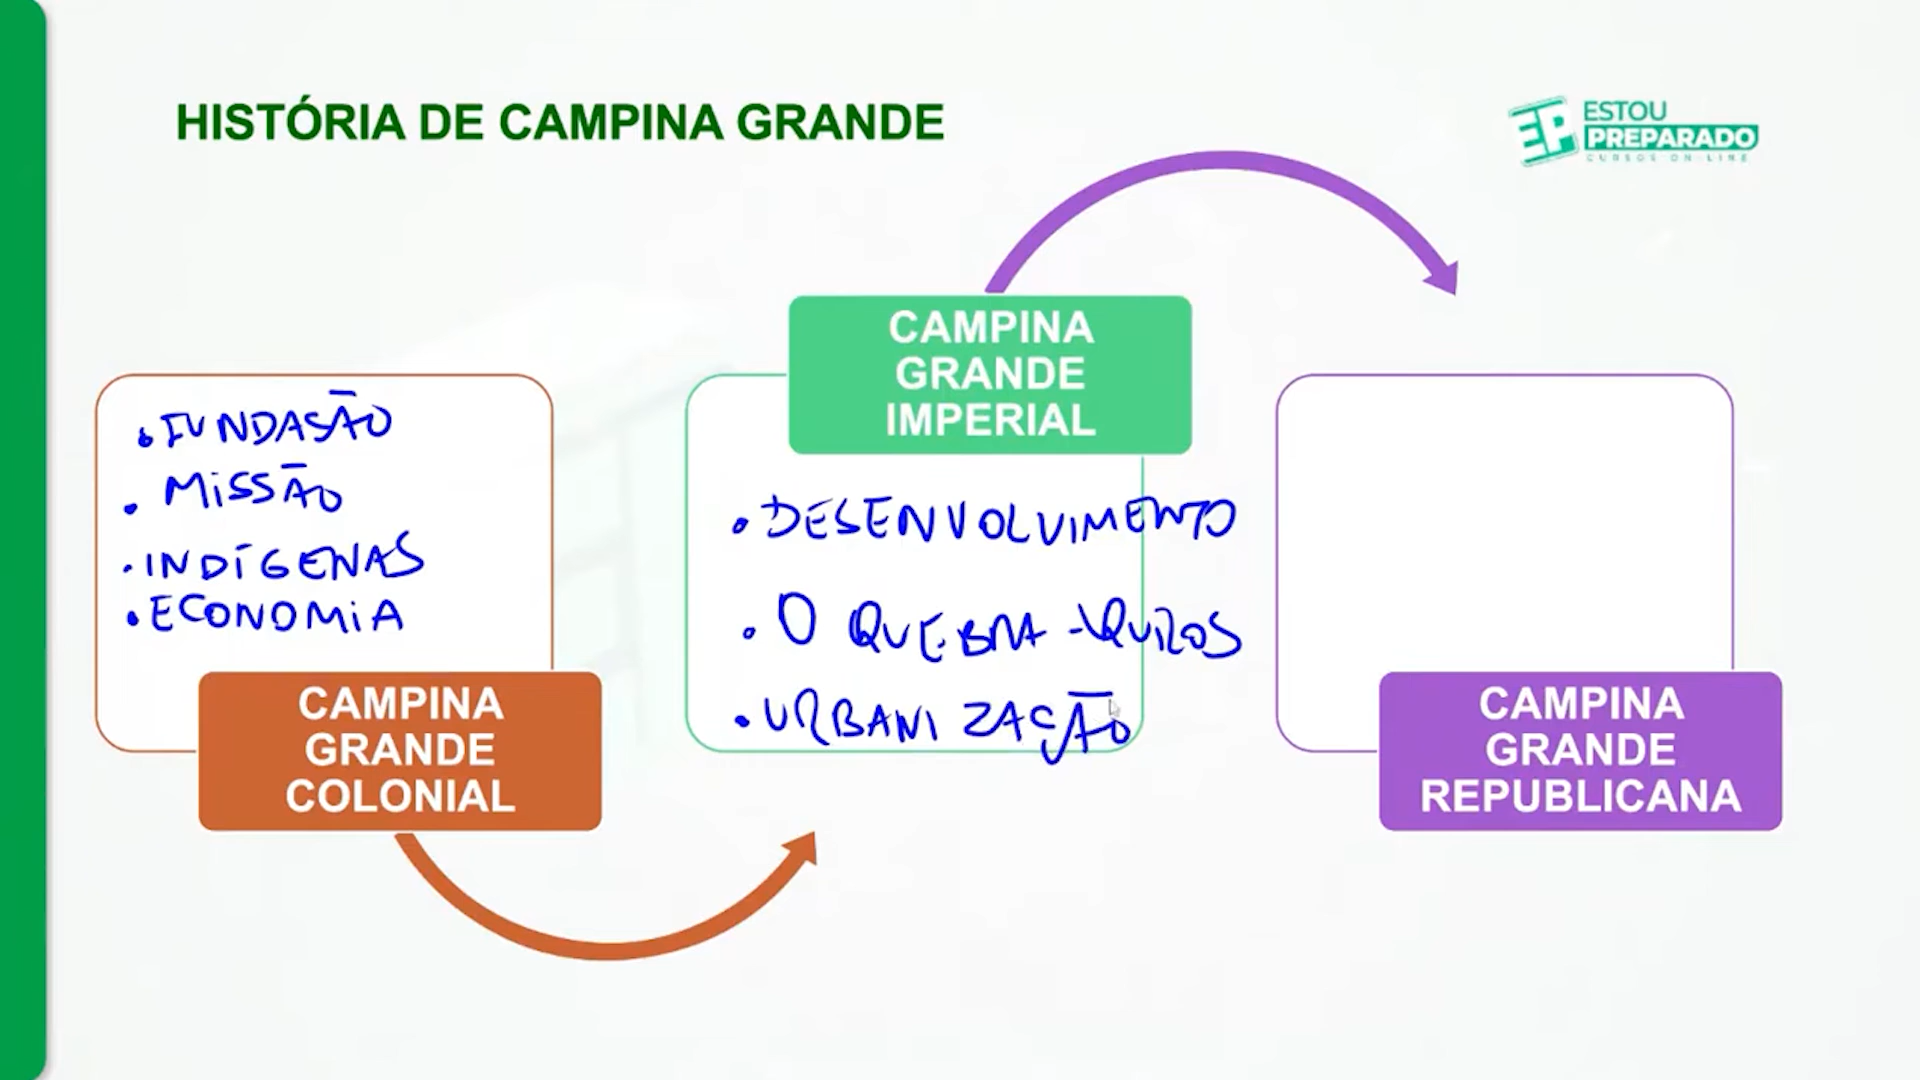 HISTÓRIA DE CAMPINA GRANDE
ESTOU
PREPARADO
CURSOS ON-LINE
• FUNDASÃO
• MISSÃO
• INDÍGENAS
• ECONOMIA
CAMPINA
GRANDE
COLONIAL
CAMPINA
GRANDE
IMPERIAL
• DESENVOLVIMENTO
• O QUEBRA-QUILOS
• URBANIZAÇÃO
CAMPINA
GRANDE
REPUBLICANA